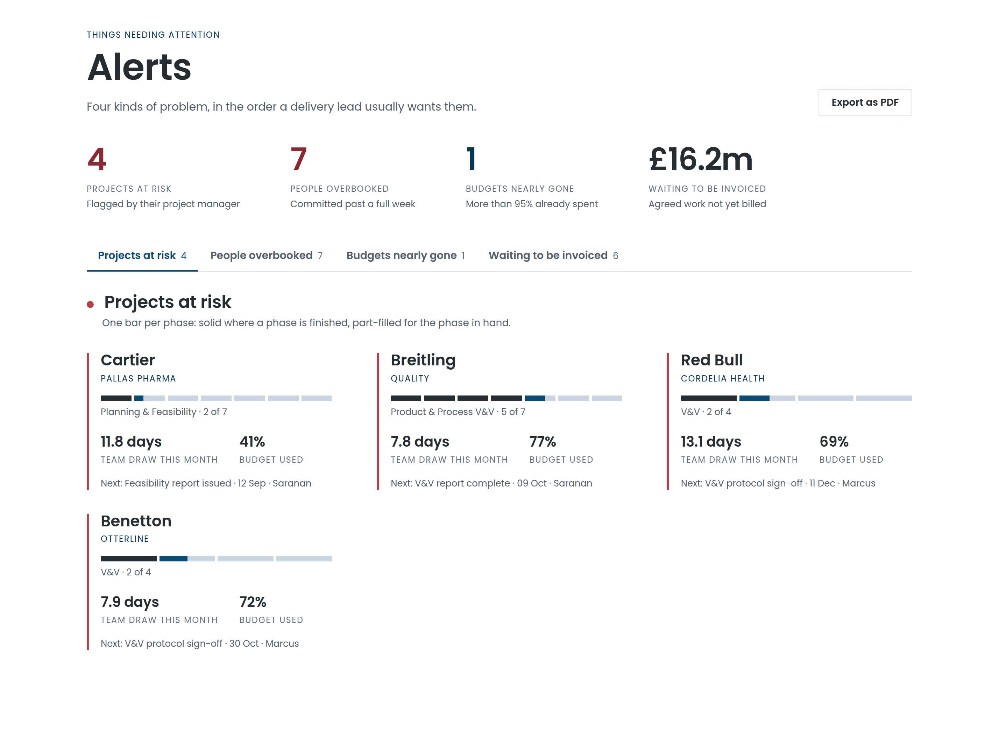 THINGS NEEDING ATTENTION
Alerts
Four kinds of problem, in the order a delivery lead usually wants them.
Export as PDF
4
PROJECTS AT RISK
Flagged by their project manager
7
PEOPLE OVERBOOKED
Committed past a full week
1
BUDGETS NEARLY GONE
More than 95% already spent
£16.2m
WAITING TO BE INVOICED
Agreed work not yet billed
Projects at risk 4
People overbooked 7
Budgets nearly gone 1
Waiting to be invoiced 6
Projects at risk
One bar per phase: solid where a phase is finished, part-filled for the phase in hand.
Cartier
PALLAS PHARMA
Planning & Feasibility · 2 of 7
11.8 days
TEAM DRAW THIS MONTH
41%
BUDGET USED
Next: Feasibility report issued · 12 Sep · Saranan
Breitling
QUALITY
Product & Process V&V · 5 of 7
7.8 days
TEAM DRAW THIS MONTH
77%
BUDGET USED
Next: V&V report complete · 09 Oct · Saranan
Red Bull
CORDELIA HEALTH
V&V · 2 of 4
13.1 days
TEAM DRAW THIS MONTH
69%
BUDGET USED
Next: V&V protocol sign-off · 11 Dec · Marcus
Benetton
OTTERLINE
V&V · 2 of 4
7.9 days
TEAM DRAW THIS MONTH
72%
BUDGET USED
Next: V&V protocol sign-off · 30 Oct · Marcus